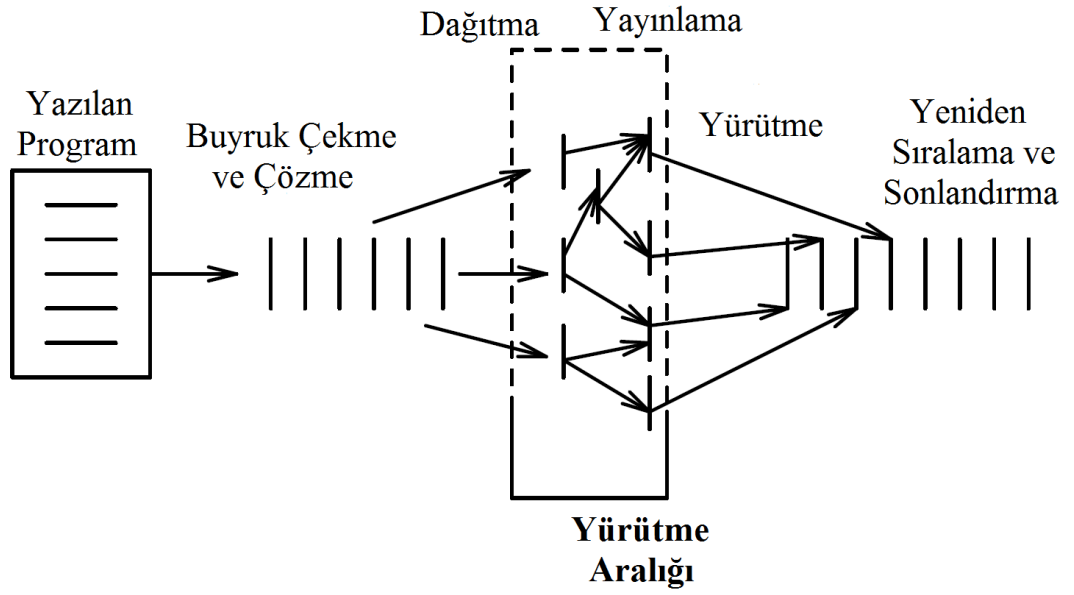 Dağıtma
Yayınlama
Yazılan
Program
Buyruk Çekme
ve Çözme
Yürütme
Yeniden
Sıralama ve
Sonlandırma
Yürütme
Aralığı